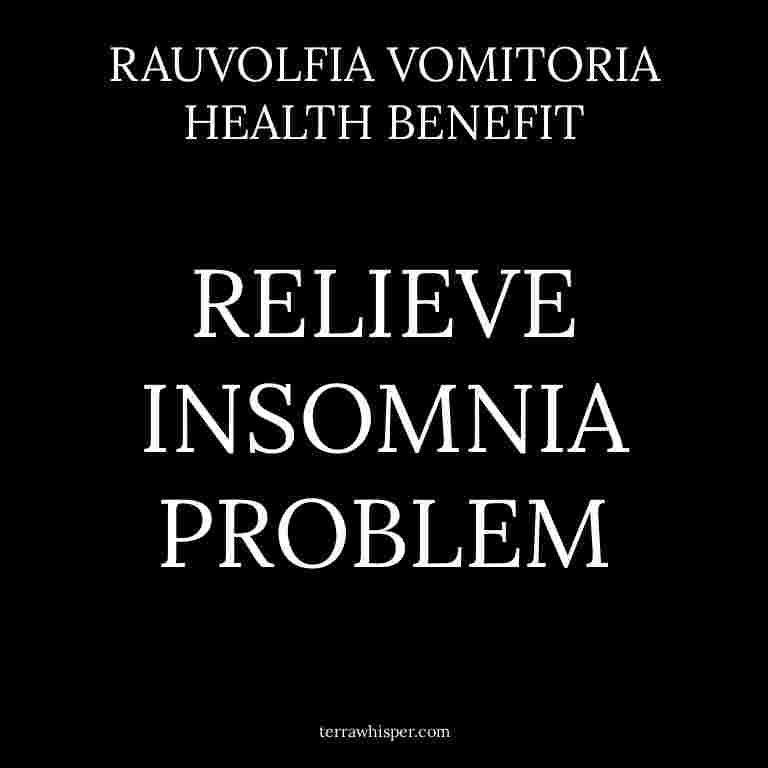 RAUVOLFIA VOMITORIA
HEALTH BENEFIT
RELIEVE
INSOMNIA
PROBLEM
terrawhisper.com